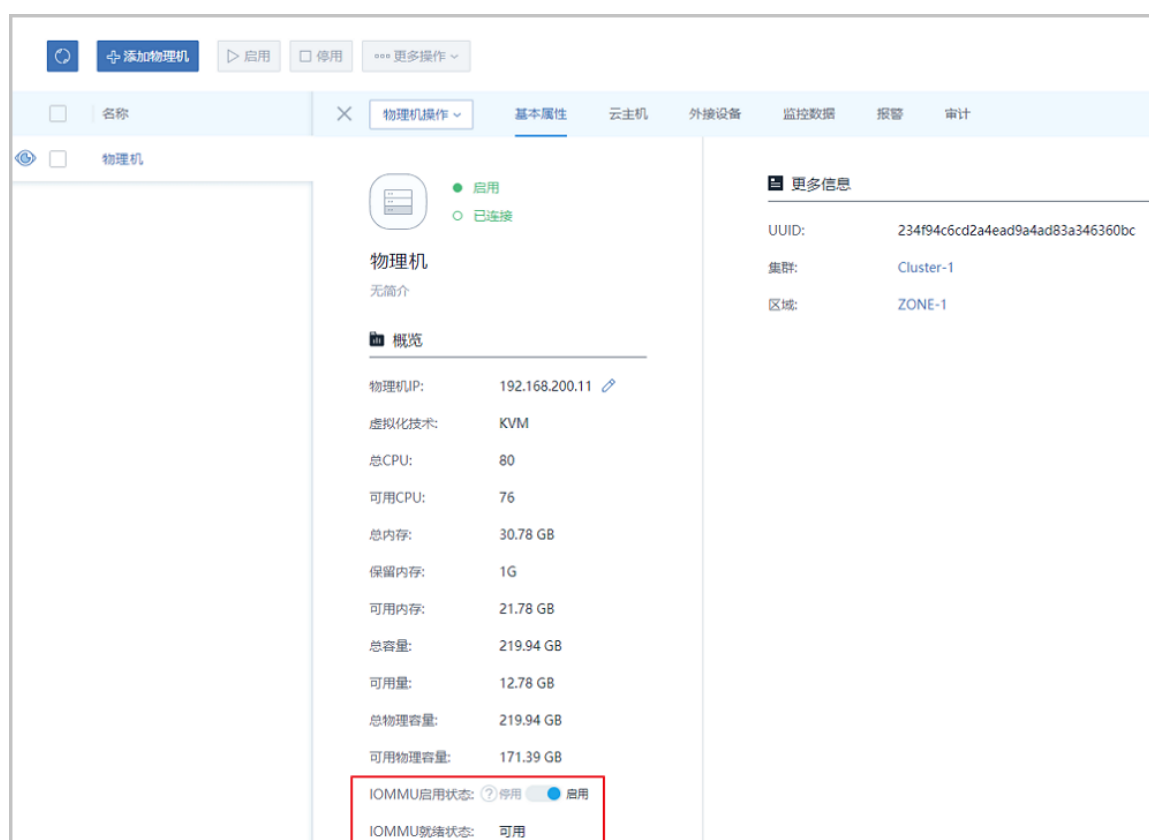 添加物理机 启用 停用 更多操作
名称 物理机操作 基本属性 云主机 外接设备 监控数据 报警 审计
物理机
启用
已连接
物理机
无简介
概览
物理机IP: 192.168.200.11
虚拟化技术: KVM
总CPU: 80
可用CPU: 76
总内存: 30.78 GB
保留内存: 1G
可用内存: 21.78 GB
总容量: 219.94 GB
可用量: 12.78 GB
总物理容量: 219.94 GB
可用物理容量: 171.39 GB
IOMMU启用状态: ? 停用 启用
IOMMU就绪状态: 可用
更多信息
UUID: 234f94c6cd2a4ead9a4ad83a346360bc
集群: Cluster-1
区域: ZONE-1